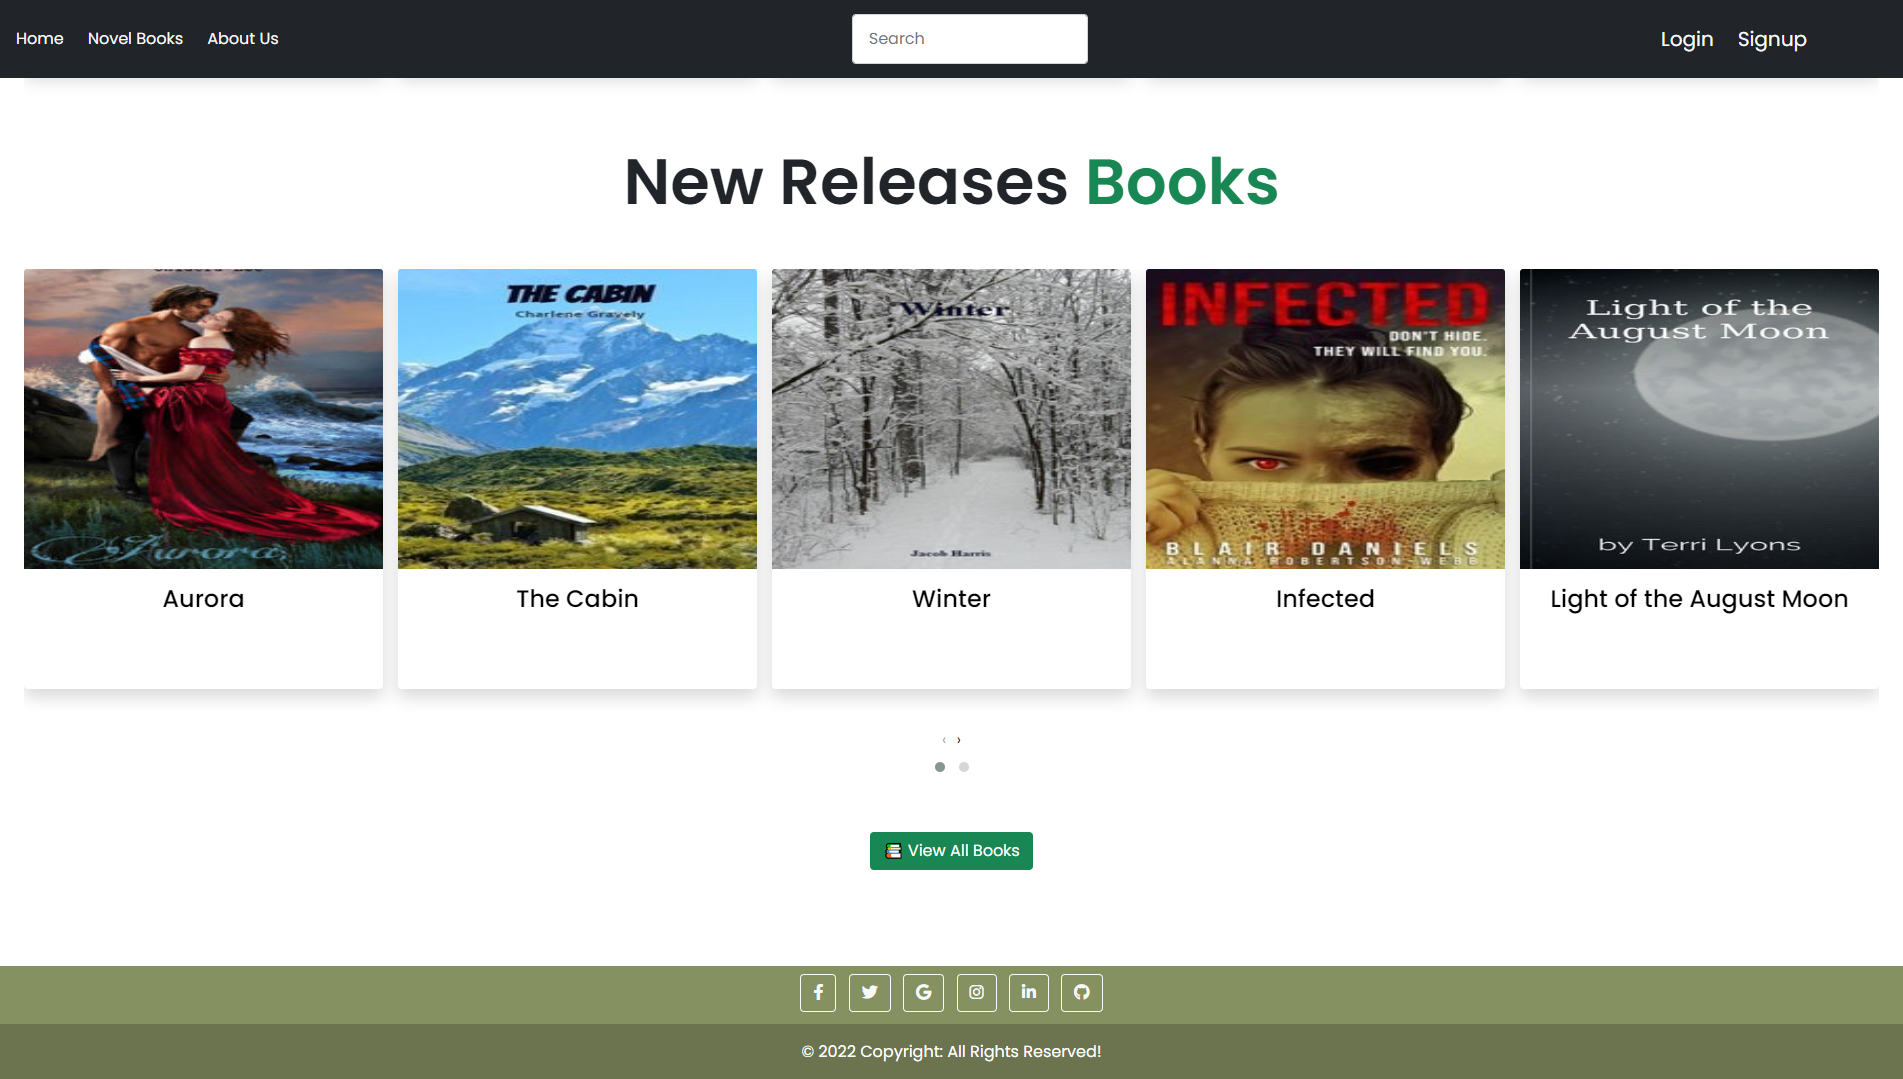 Home Novel Books About Us
Search
Login Signup
New Releases Books
Aurora
Aurora
THE CABIN
Charlene Gravely
The Cabin
Winter
Jacob Harris
Winter
INFECTED
DON'T HIDE.
THEY WILL FIND YOU.
BLAIR DANIELS
ALANNA ROBERTSON-WEBB
Infected
Light of the
August Moon
by Terri Lyons
Light of the August Moon
‹ ›
View All Books
© 2022 Copyright: All Rights Reserved!